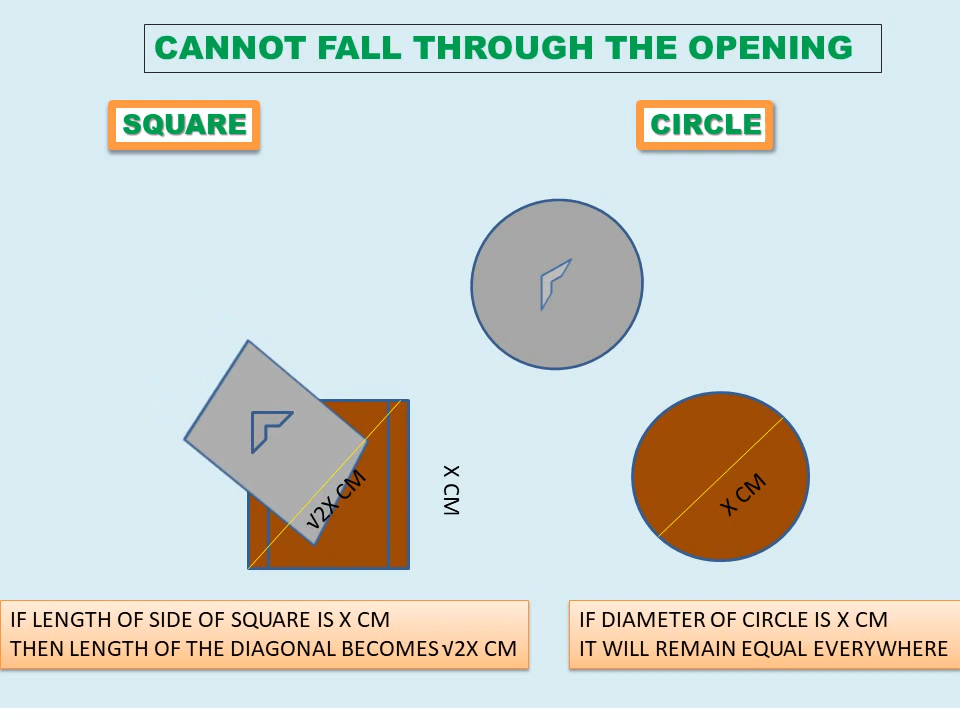 CANNOT FALL THROUGH THE OPENING
SQUARE
CIRCLE
√2X CM
X CM
X CM
IF LENGTH OF SIDE OF SQUARE IS X CM
THEN LENGTH OF THE DIAGONAL BECOMES √2X CM
IF DIAMETER OF CIRCLE IS X CM
IT WILL REMAIN EQUAL EVERYWHERE